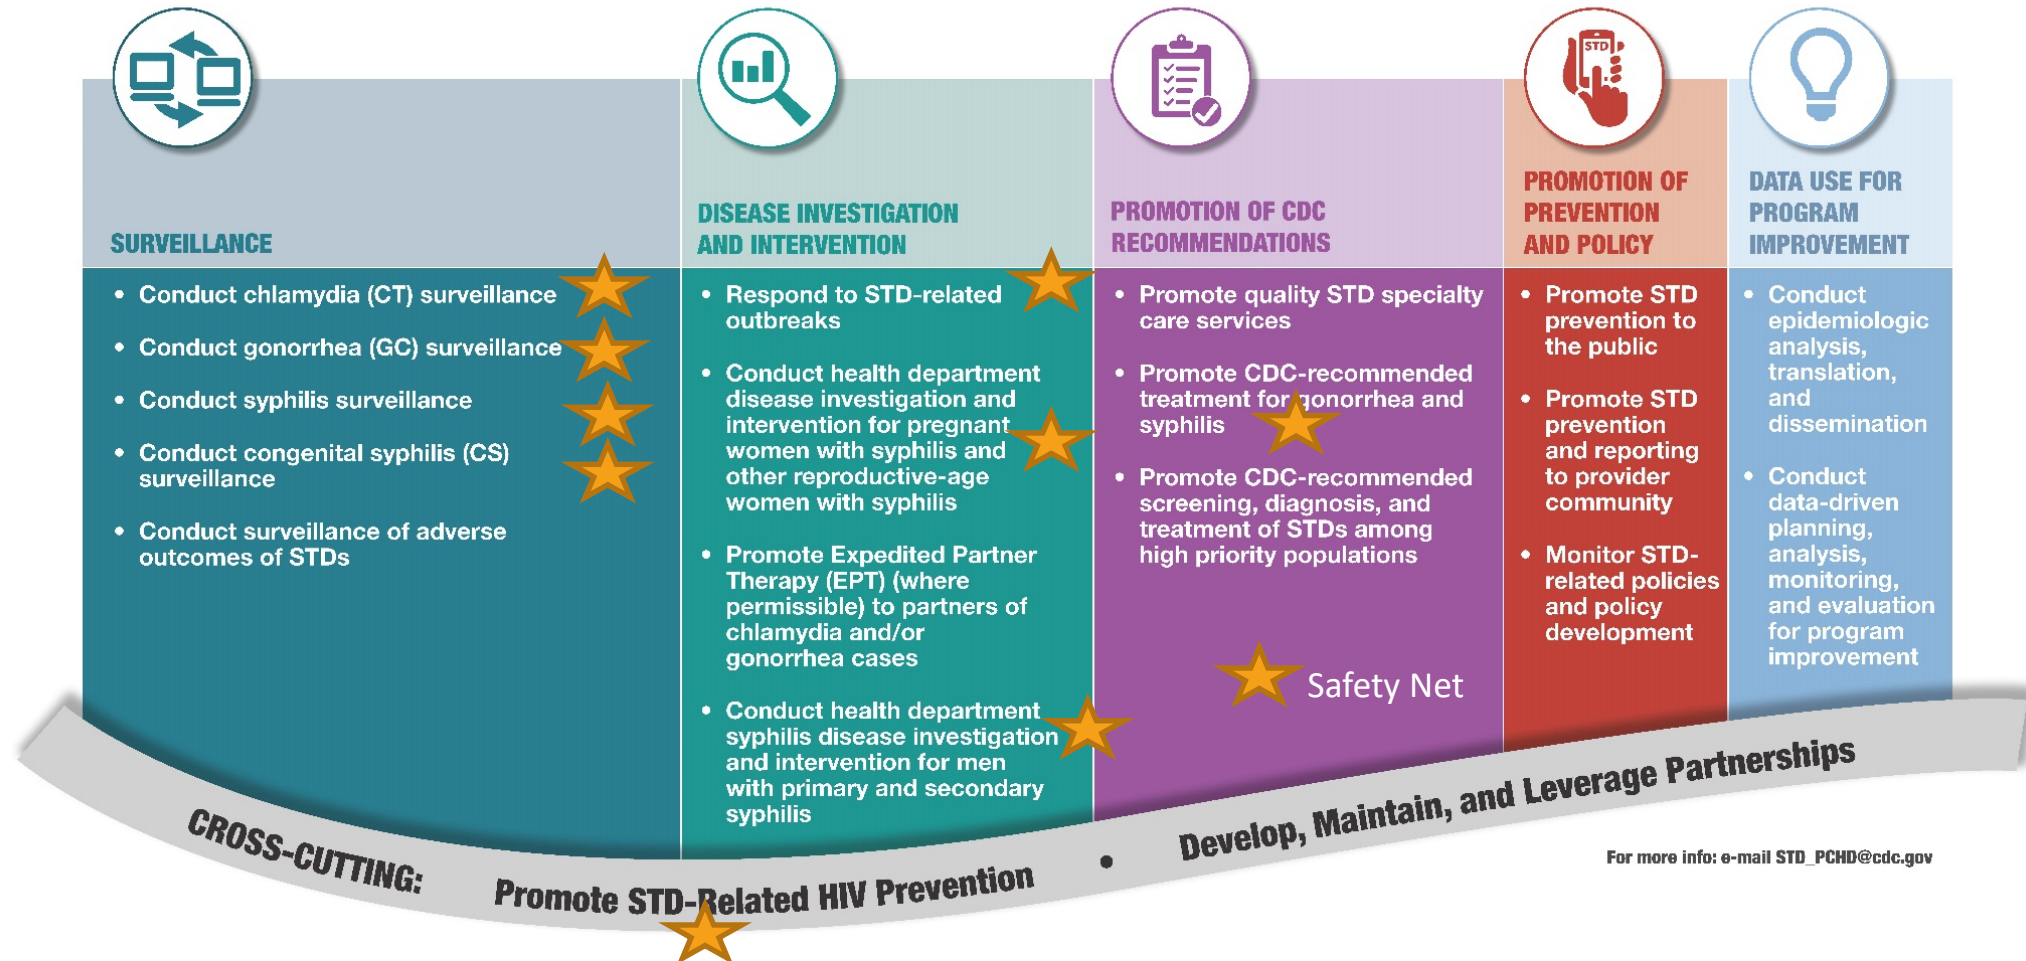 SURVEILLANCE
• Conduct chlamydia (CT) surveillance
• Conduct gonorrhea (GC) surveillance
• Conduct syphilis surveillance
• Conduct congenital syphilis (CS)
surveillance
• Conduct surveillance of adverse
outcomes of STDs
DISEASE INVESTIGATION
AND INTERVENTION
• Respond to STD-related
outbreaks
• Conduct health department
disease investigation and
intervention for pregnant
women with syphilis and
other reproductive-age
women with syphilis
• Promote Expedited Partner
Therapy (EPT) (where
permissible) to partners of
chlamydia and/or
gonorrhea cases
• Conduct health department
syphilis disease investigation
and intervention for men
with primary and secondary
syphilis
PROMOTION OF CDC
RECOMMENDATIONS
• Promote quality STD specialty
care services
• Promote CDC-recommended
treatment for gonorrhea and
syphilis
• Promote CDC-recommended
screening, diagnosis, and
treatment of STDs among
high priority populations
Safety Net
STD
PROMOTION OF
PREVENTION
AND POLICY
• Promote STD
prevention to
the public
• Promote STD
prevention
and reporting
to provider
community
• Monitor STD-
related policies
and policy
development
DATA USE FOR
PROGRAM
IMPROVEMENT
• Conduct
epidemiologic
analysis,
translation,
and
dissemination
• Conduct
data-driven
planning,
analysis,
monitoring,
and evaluation
for program
improvement
CROSS-CUTTING: Promote STD-Related HIV Prevention • Develop, Maintain, and Leverage Partnerships
For more info: e-mail STD_PCHD@cdc.gov